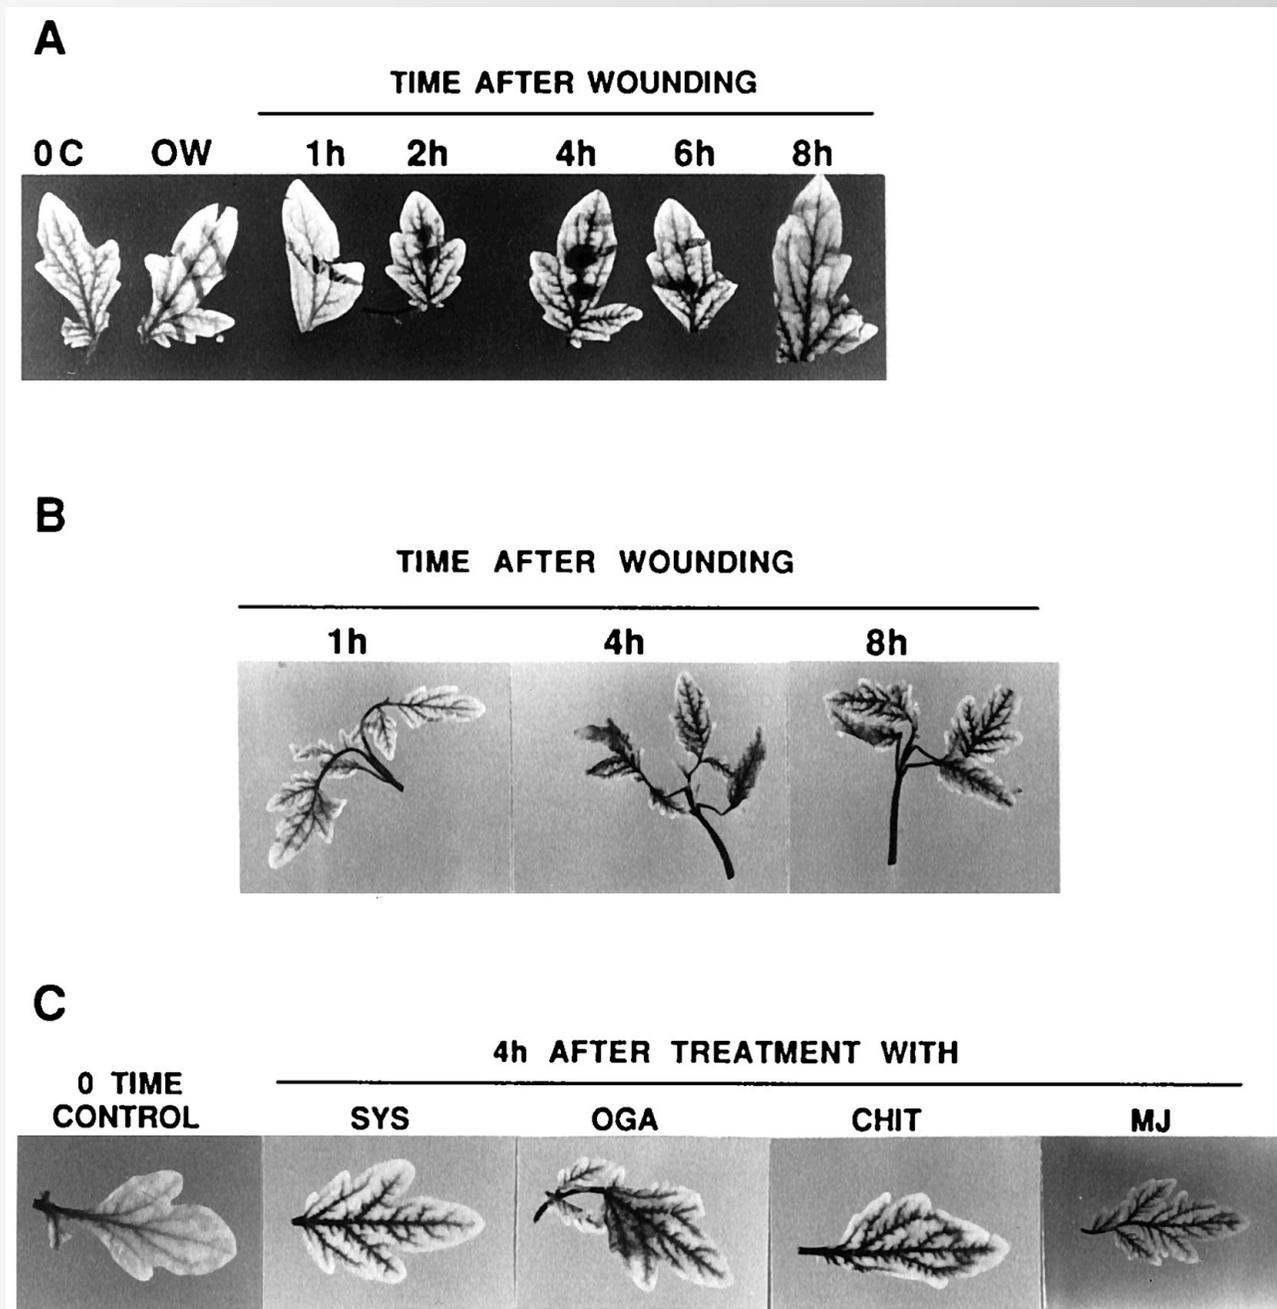 A
TIME AFTER WOUNDING
0 C OW 1h 2h 4h 6h 8h
B
TIME AFTER WOUNDING
1h 4h 8h
C
4h AFTER TREATMENT WITH
0 TIME
CONTROL SYS OGA CHIT MJ